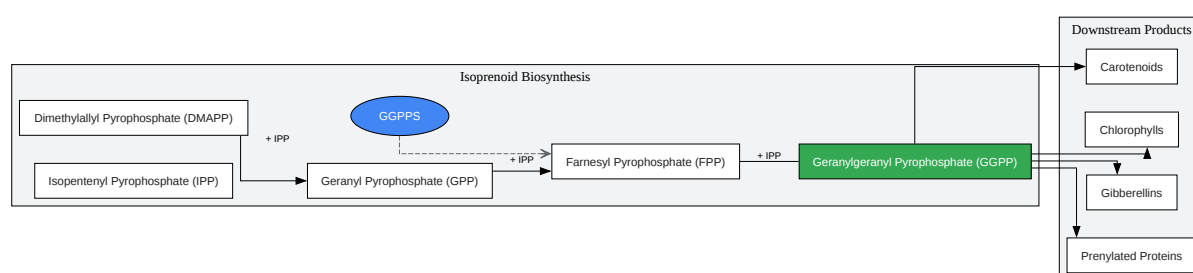 Downstream Products
Isoprenoid Biosynthesis
Carotenoids
Dimethylallyl Pyrophosphate (DMAPP)
GGPPS
+ IPP
Chlorophylls
Isopentenyl Pyrophosphate (IPP)
Geranyl Pyrophosphate (GPP)
+ IPP
Farnesyl Pyrophosphate (FPP)
+ IPP
Geranylgeranyl Pyrophosphate (GGPP)
Gibberellins
Prenylated Proteins